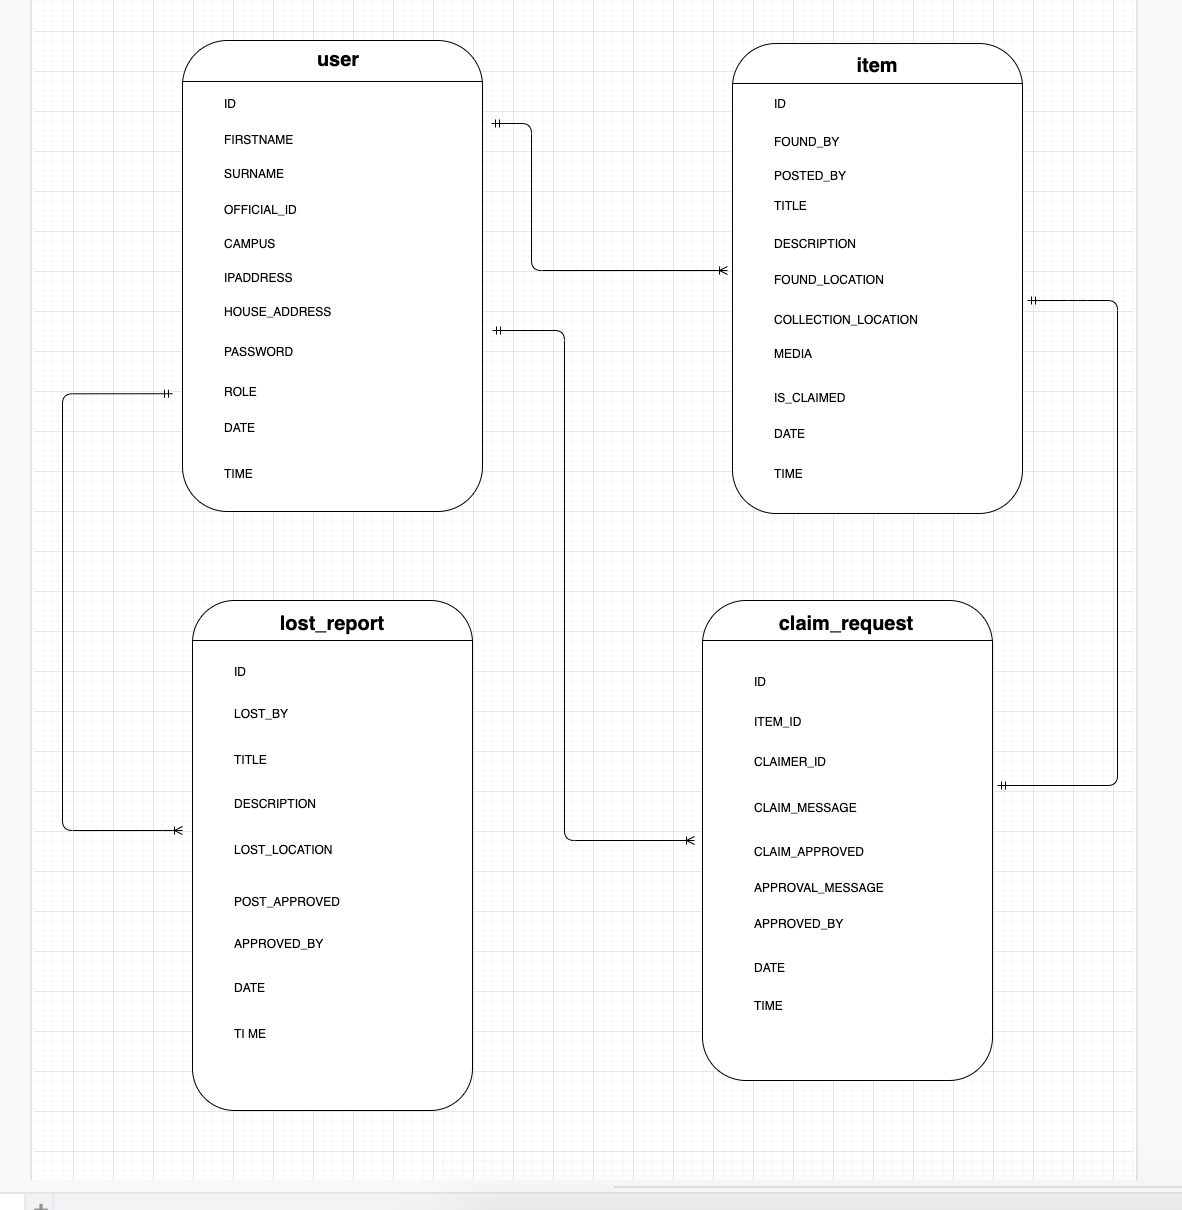 user
ID
FIRSTNAME
SURNAME
OFFICIAL_ID
CAMPUS
IPADDRESS
HOUSE_ADDRESS
PASSWORD
ROLE
DATE
TIME
item
ID
FOUND_BY
POSTED_BY
TITLE
DESCRIPTION
FOUND_LOCATION
COLLECTION_LOCATION
MEDIA
IS_CLAIMED
DATE
TIME
lost_report
ID
LOST_BY
TITLE
DESCRIPTION
LOST_LOCATION
POST_APPROVED
APPROVED_BY
DATE
TI ME
claim_request
ID
ITEM_ID
CLAIMER_ID
CLAIM_MESSAGE
CLAIM_APPROVED
APPROVAL_MESSAGE
APPROVED_BY
DATE
TIME